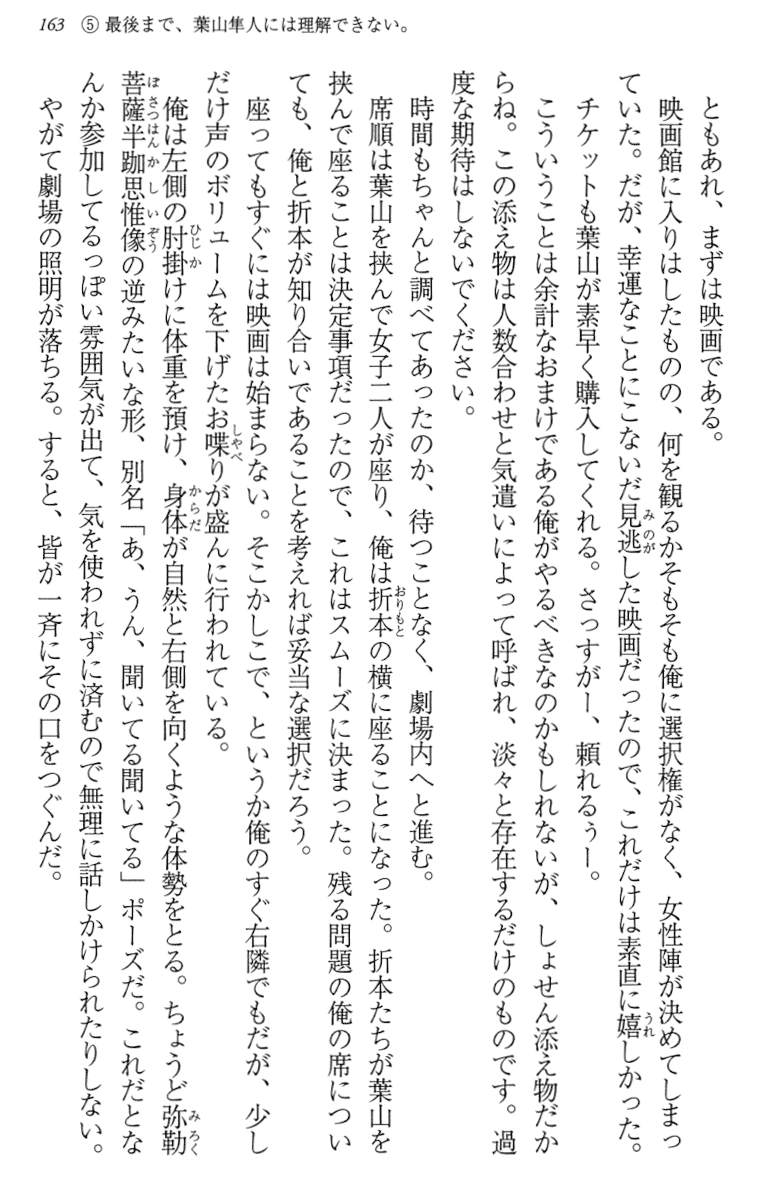 163 ⑤ 最後まで、葉山隼人には理解できない。
ともあれ、まずは映画である。
映画館に入りはしたものの、何を観るかそもそも俺に選択権がなく、女性陣が決めてしまっ
ていた。だが、幸運なことにこないだ見逃した映画だったので、これだけは素直に嬉しかった。
チケットも葉山が素早く購入してくれる。さっすがー、頼れるぅー。
こういうことは余計なおまけである俺がやるべきなのかもしれないが、しょせん添え物だか
らね。この添え物は人数合わせと気遣いによって呼ばれ、淡々と存在するだけのものです。過
度な期待はしないでください。
時間もちゃんと調べてあったのか、待つことなく、劇場内へと進む。
席順は葉山を挟んで女子二人が座り、俺は折本の横に座ることになった。折本たちが葉山を
挟んで座ることは決定事項だったので、これはスムーズに決まった。残る問題の俺の席につい
ても、俺と折本が知り合いであることを考えれば妥当な選択だろう。
座ってもすぐには映画は始まらない。そこかしこで、というか俺のすぐ右隣でもだが、少し
だけ声のボリュームを下げたお喋りが盛んに行われている。
俺は左側の肘掛けに体重を預け、身体が自然と右側を向くような体勢をとる。ちょうど弥勒
菩薩半跏思惟像の逆みたいな形、別名「あ、うん、聞いてる聞いてる」ポーズだ。これだとな
んか参加してるっぽい雰囲気が出て、気を使われずに済むので無理に話しかけられたりしない。
やがて劇場の照明が落ちる。すると、皆が一斉にその口をつぐんだ。